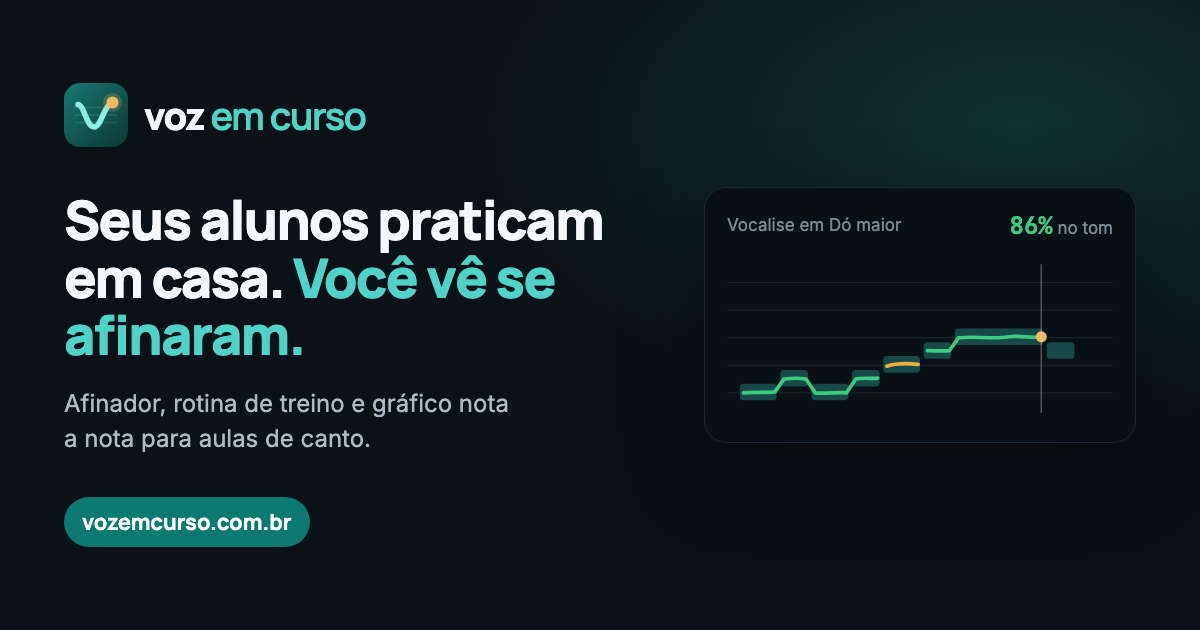 voz em curso
Seus alunos praticam
em casa. Você vê se
afinaram.
Afinador, rotina de treino e gráfico nota
a nota para aulas de canto.
vozemcurso.com.br
Vocalise em Dó maior
86% no tom